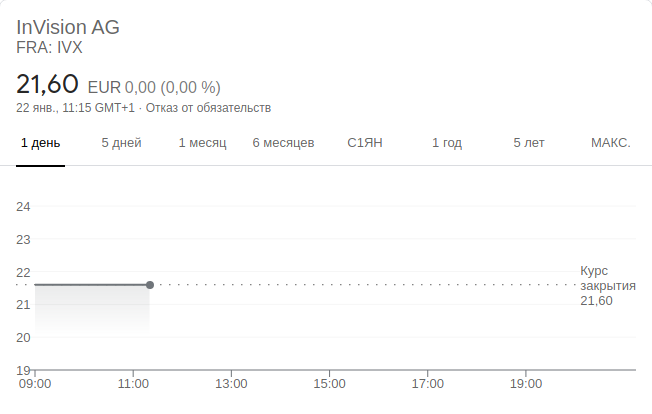 InVision AG
FRA: IVX
21,60 EUR 0,00 (0,00 %)
22 янв., 11:15 GMT+1 · Отказ от обязательств
1 день 5 дней 1 месяц 6 месяцев С1ЯН 1 год 5 лет МАКС.
24
23
22
21
20
19
Курс
закрытия
21,60
09:00 11:00 13:00 15:00 17:00 19:00